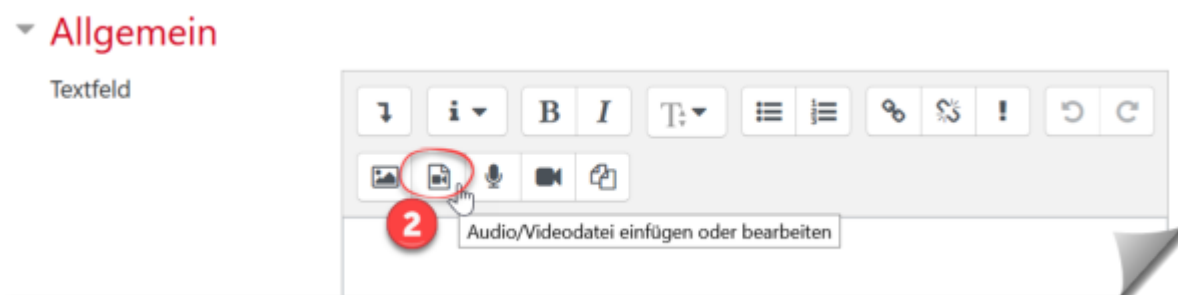 Allgemein
Textfeld
B I
2
Audio/Videodatei einfügen oder bearbeiten